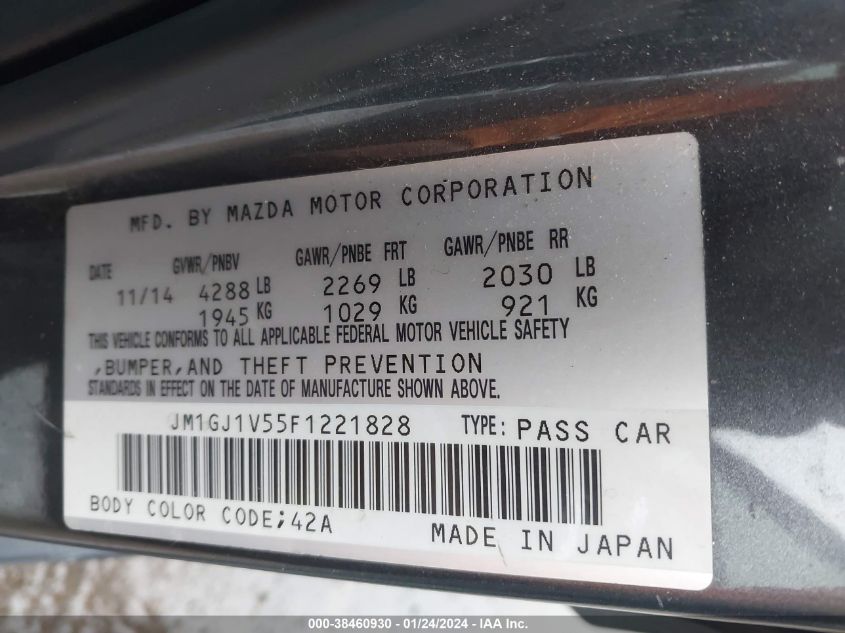 MFD. BY MAZDA MOTOR CORPORATION
DATE GVWR/PNBV GAWR/PNBE FRT GAWR/PNBE RR
11/14 4288 LB 2269 LB 2030 LB
1945 KG 1029 KG 921 KG
THIS VEHICLE CONFORMS TO ALL APPLICABLE FEDERAL MOTOR VEHICLE SAFETY
,BUMPER,AND THEFT PREVENTION
STANDARDS IN EFFECT ON THE DATE OF MANUFACTURE SHOWN ABOVE.
JM1GJ1V55F1221828 TYPE: PASS CAR
BODY COLOR CODE;42A
MADE IN JAPAN
000-38460930 - 01/24/2024 - IAA Inc.